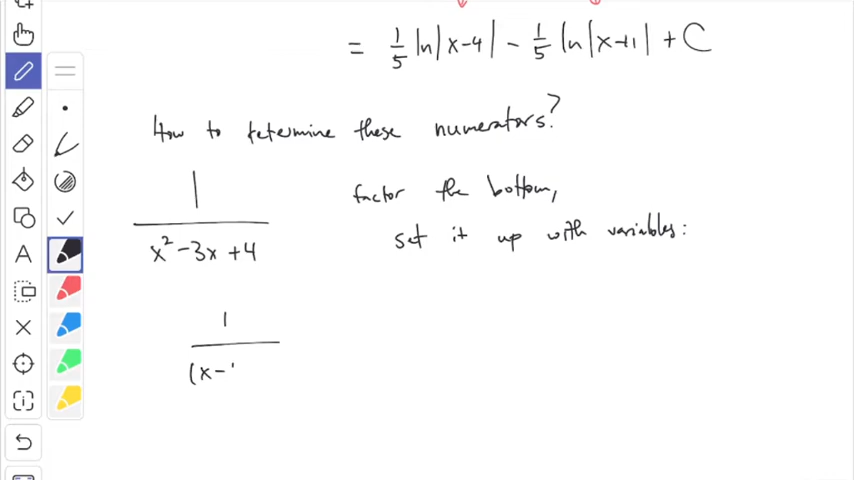 = 1/5 ln|x-4| - 1/5 ln|x+1| + C
How to determine these numerators?
1
factor the bottom,
x² - 3x + 4
set it up with variables:
1
(x-